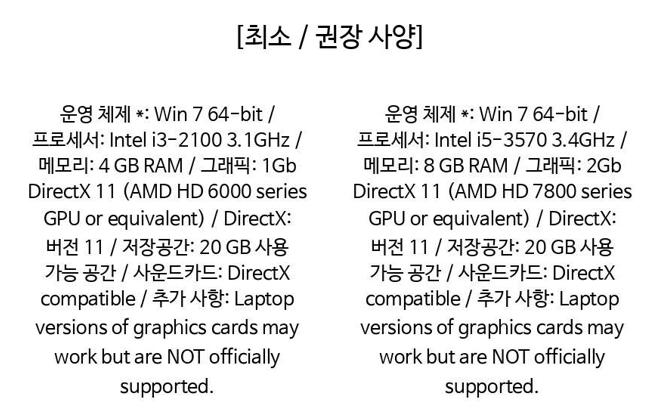 [최소 / 권장 사양]
운영 체제 *: Win 7 64-bit /
프로세서: Intel i3-2100 3.1GHz /
메모리: 4 GB RAM / 그래픽: 1Gb
DirectX 11 (AMD HD 6000 series
GPU or equivalent) / DirectX:
버전 11 / 저장공간: 20 GB 사용
가능 공간 / 사운드카드: DirectX
compatible / 추가 사항: Laptop
versions of graphics cards may
work but are NOT officially
supported.
운영 체제 *: Win 7 64-bit /
프로세서: Intel i5-3570 3.4GHz /
메모리: 8 GB RAM / 그래픽: 2Gb
DirectX 11 (AMD HD 7800 series
GPU or equivalent) / DirectX:
버전 11 / 저장공간: 20 GB 사용
가능 공간 / 사운드카드: DirectX
compatible / 추가 사항: Laptop
versions of graphics cards may
work but are NOT officially
supported.